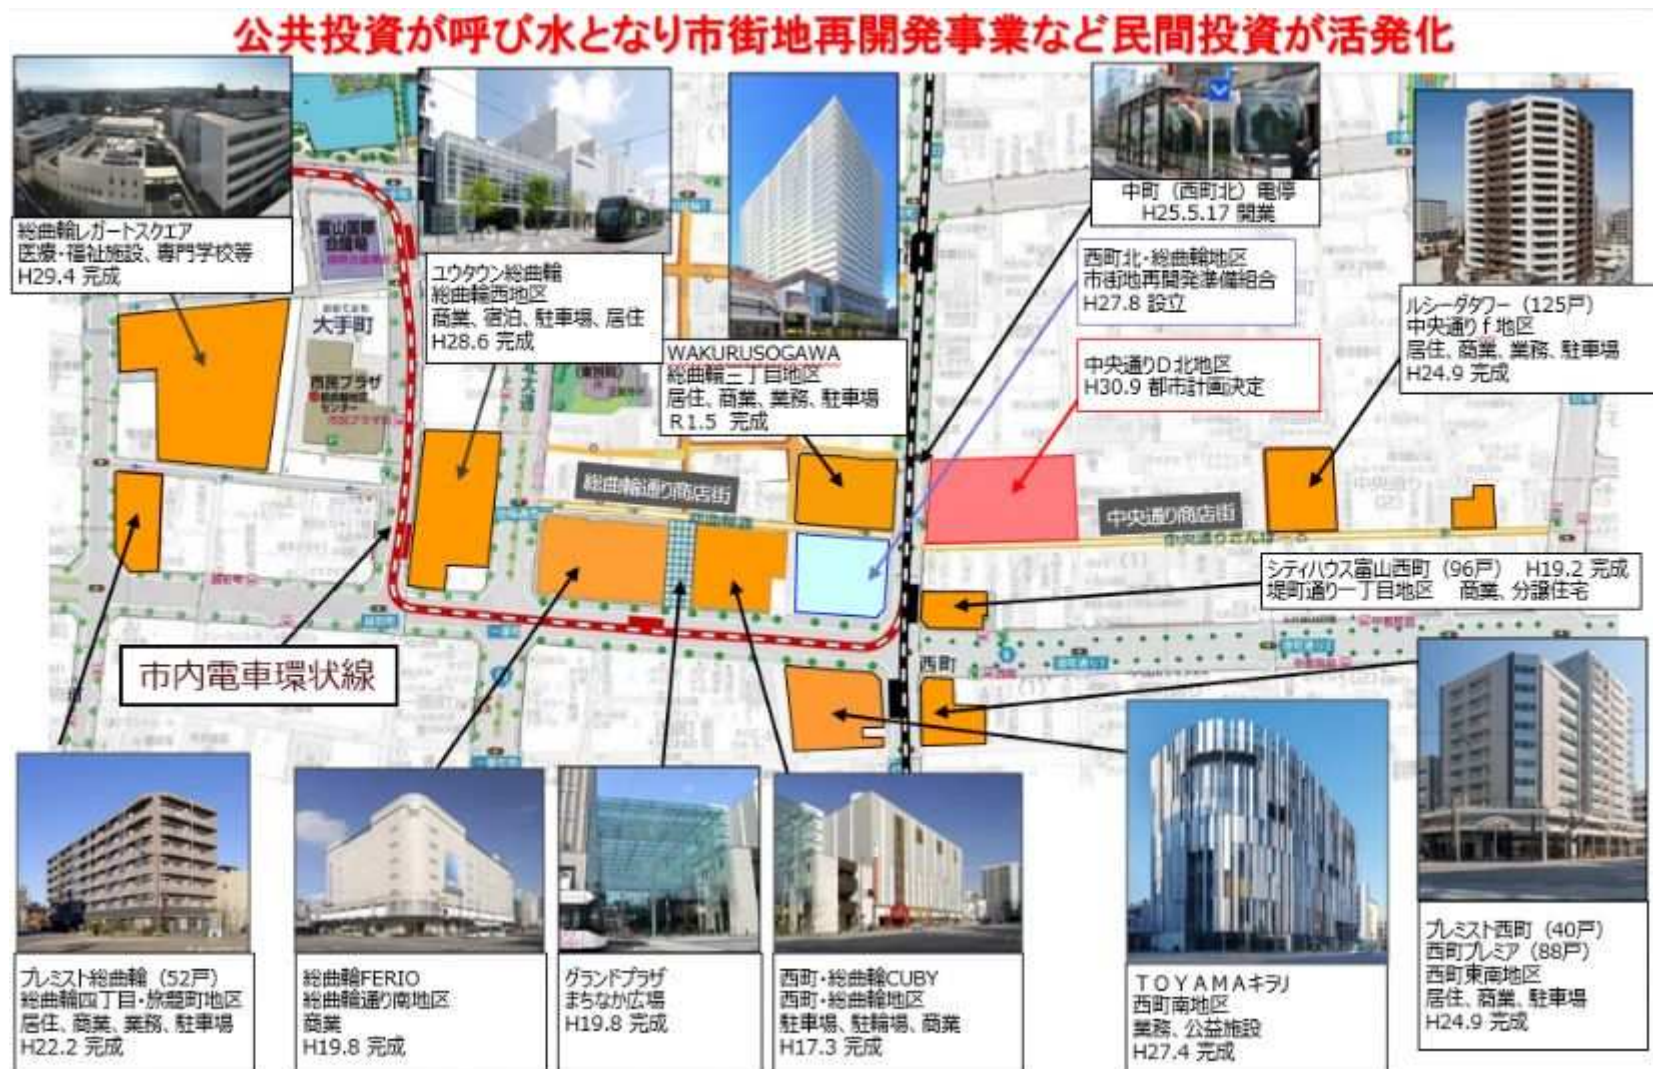 公共投資が呼び水となり市街地再開発事業など民間投資が活発化
総曲輪レガートスクエア
医療・福祉施設、専門学校等
H29.4 完成
ユウタウン総曲輪
総曲輪西地区
商業、宿泊、駐車場、居住
H28.6 完成
WAKURUSOGAWA
総曲輪三丁目地区
居住、商業、業務、駐車場
R1.5 完成
中町（西町北）電停
H25.5.17 開業
西町北・総曲輪地区
市街地再開発準備組合
H27.8 設立
中央通りD北地区
H30.9 都市計画決定
ルシーダタワー（125戸）
中央通りf地区
居住、商業、業務、駐車場
H24.9 完成
富山国際
会議場
大手町
市民プラザ
総曲輪通り商店街
中央通り商店街
シティハウス富山西町（96戸） H19.2 完成
堤町通り一丁目地区 商業、分譲住宅
市内電車環状線
西町
プレミスト総曲輪（52戸）
総曲輪四丁目・旅籠町地区
居住、商業、業務、駐車場
H22.2 完成
総曲輪FERIO
総曲輪通り南地区
商業
H19.8 完成
グランドプラザ
まちなか広場
H19.8 完成
西町・総曲輪CUBY
西町・総曲輪地区
駐車場、駐輪場、商業
H17.3 完成
TOYAMAキラリ
西町南地区
業務、公益施設
H27.4 完成
プレミスト西町（40戸）
西町プレミア（88戸）
西町東南地区
居住、商業、駐車場
H24.9 完成